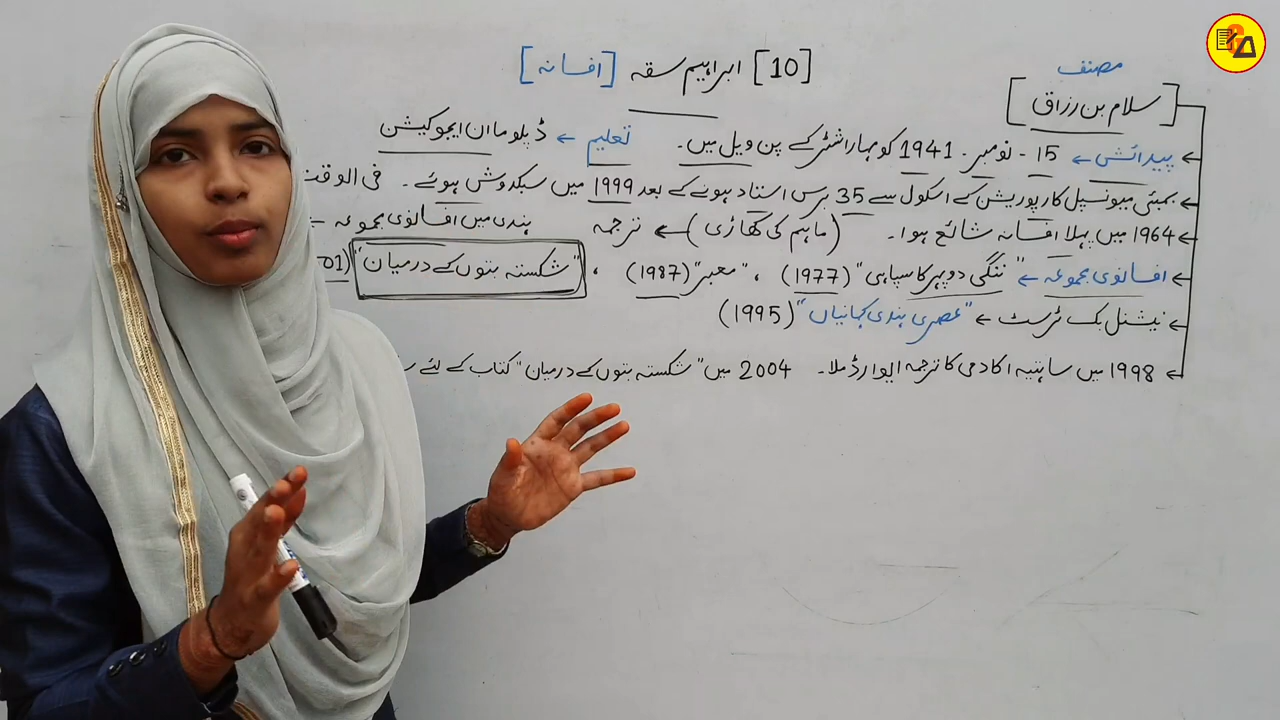 [10] ابراہیم سقہ [افسانہ]
مصنف
[سلام بن رزاق]
پیدائش ← 15 - نومبر - 1941 کو مہاراشٹر کے پن ویل میں۔ تعلیم ← ڈپلوما ان ایجوکیشن
← بمبئی میونسپل کارپوریشن کے اسکول سے 35 برس استاد ہونے کے بعد 1999 میں سبکدوش ہوئے۔ فی الوقت
← 1964 میں پہلا افسانہ شائع ہوا۔ (ماہم کی کھاڑی) ← ترجمہ ہندی میں افسانوی مجموعہ
← افسانوی مجموعہ ← "ننگی دوپہر کا سپاہی" (1977) ، "معبر" (1987) ، "شکستہ بتوں کے درمیان" (01
← نیشنل بک ٹرسٹ ← "عصری ہندی کہانیاں" (1995)
← 1998 میں ساہتیہ اکادمی کا ترجمہ ایوارڈ ملا۔ 2004 میں "شکستہ بتوں کے درمیان" کتاب کے لئے